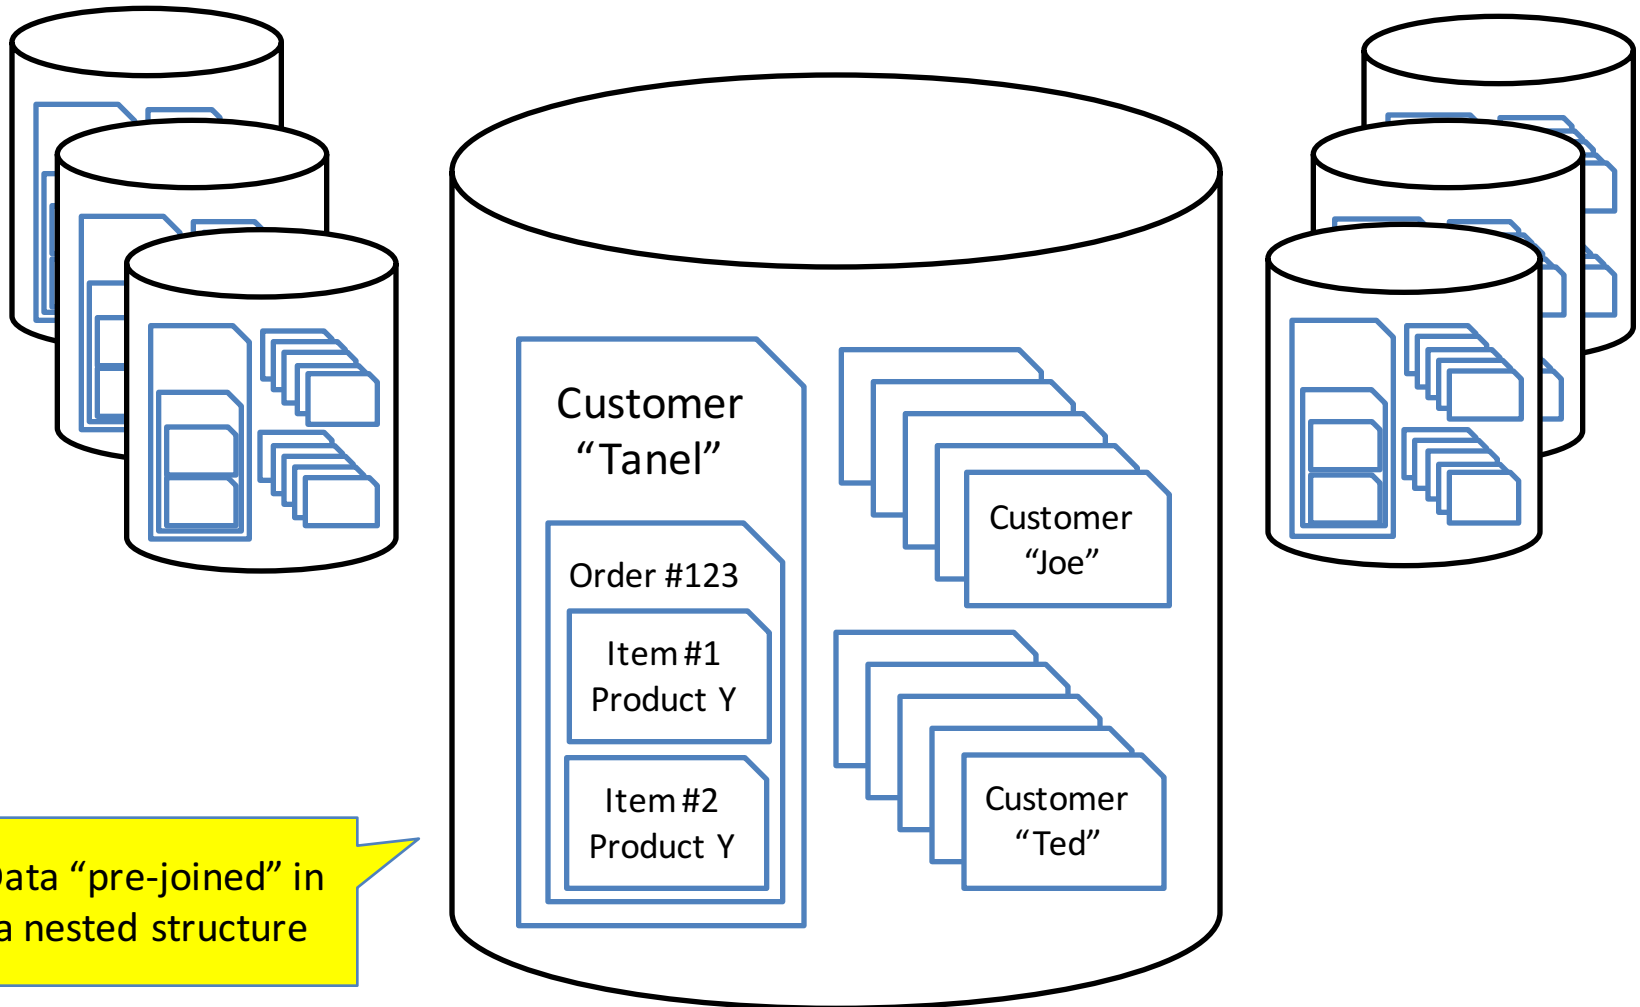 Customer
“Tanel”
Order #123
Item #1
Product Y
Item #2
Product Y
Customer
“Joe”
Customer
“Ted”
Data “pre-joined” in
a nested structure